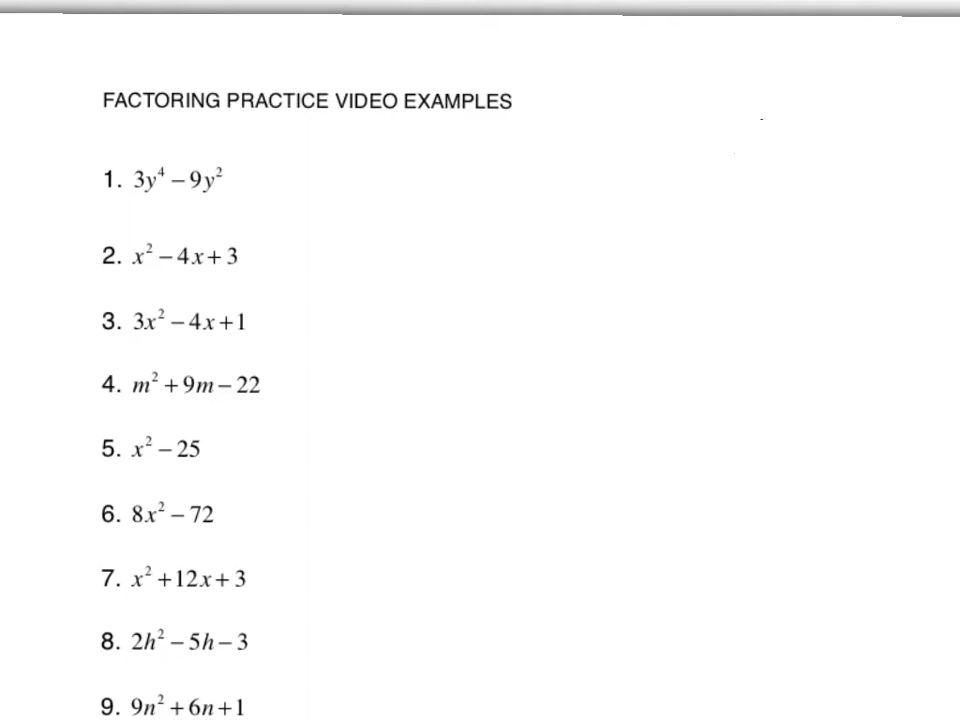 FACTORING PRACTICE VIDEO EXAMPLES
1. 3y⁴ – 9y²
2. x² – 4x + 3
3. 3x² – 4x + 1
4. m² + 9m – 22
5. x² – 25
6. 8x² – 72
7. x² + 12x + 3
8. 2h² – 5h – 3
9. 9n² + 6n + 1